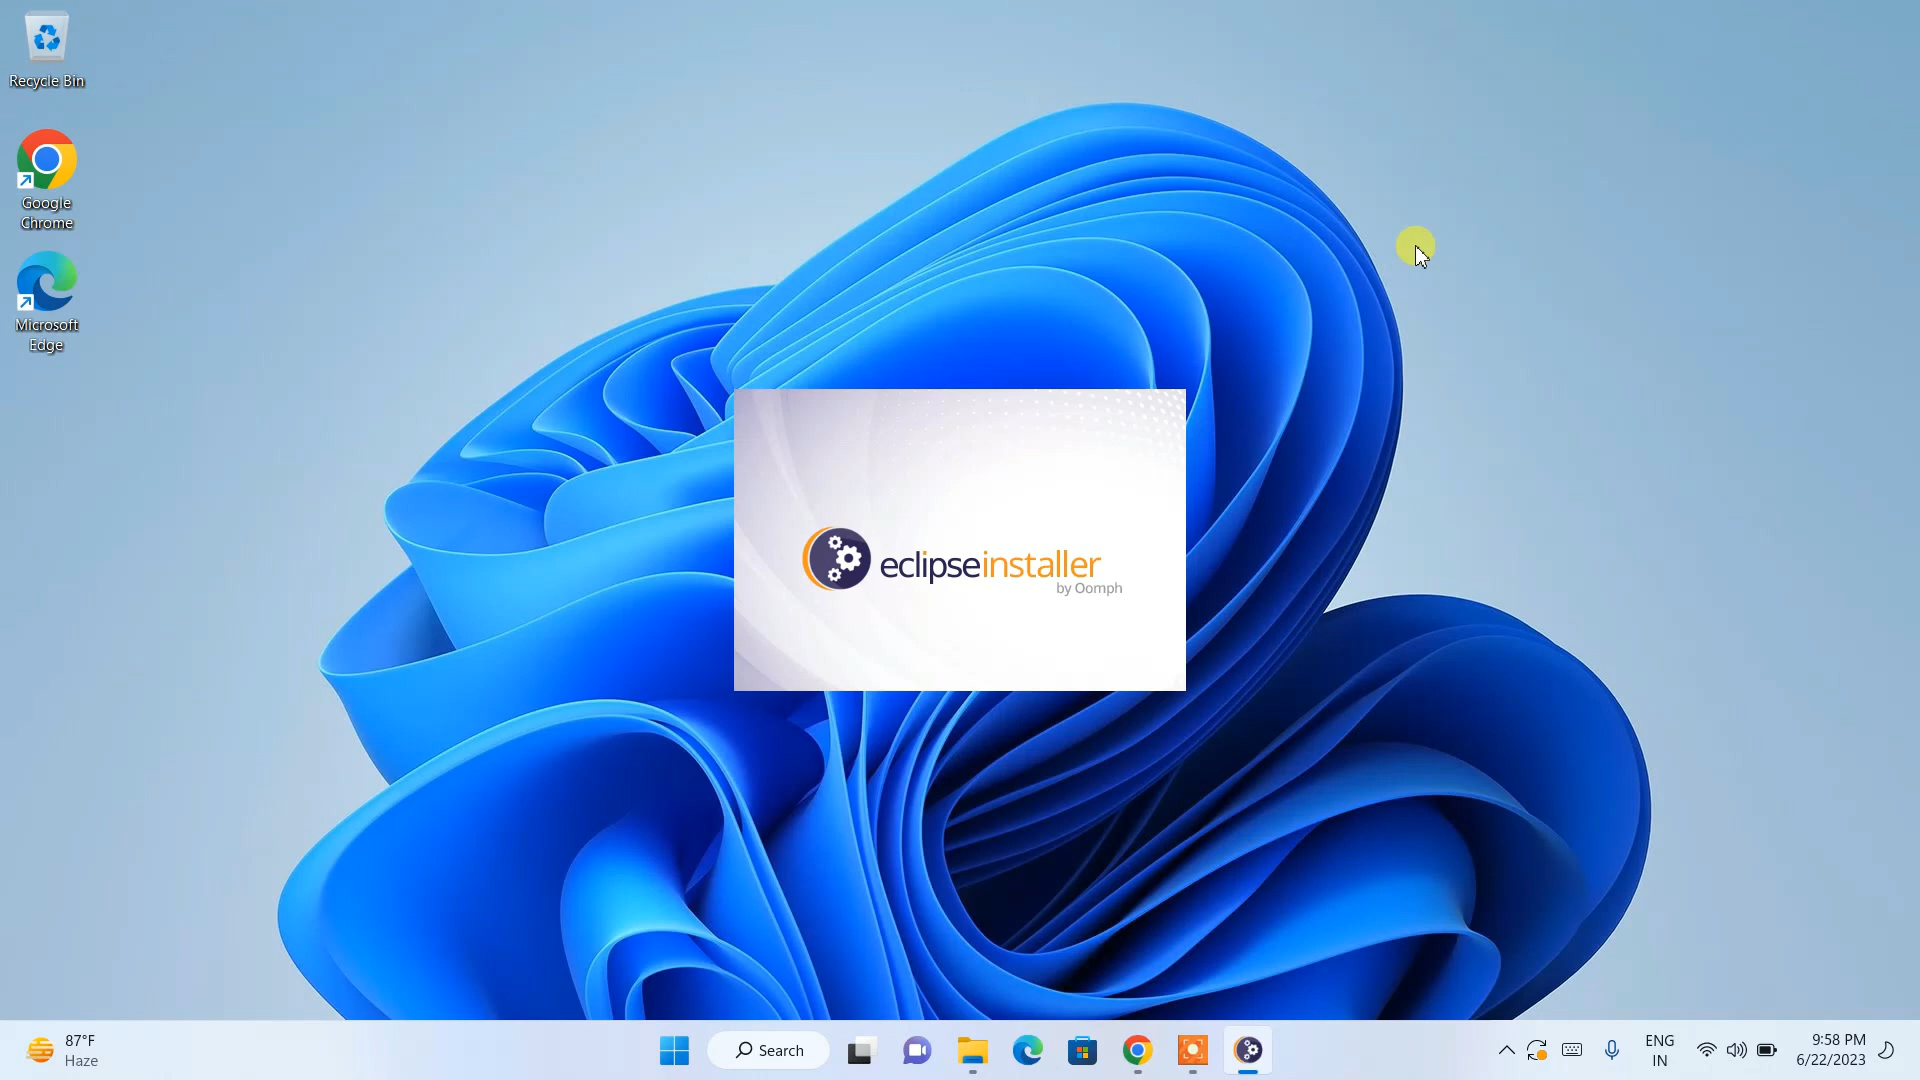 Recycle Bin
Google
Chrome
Microsoft
Edge
eclipseinstaller
by Oomph
87°F
Haze
Search
ENG
IN
9:58 PM
6/22/2023